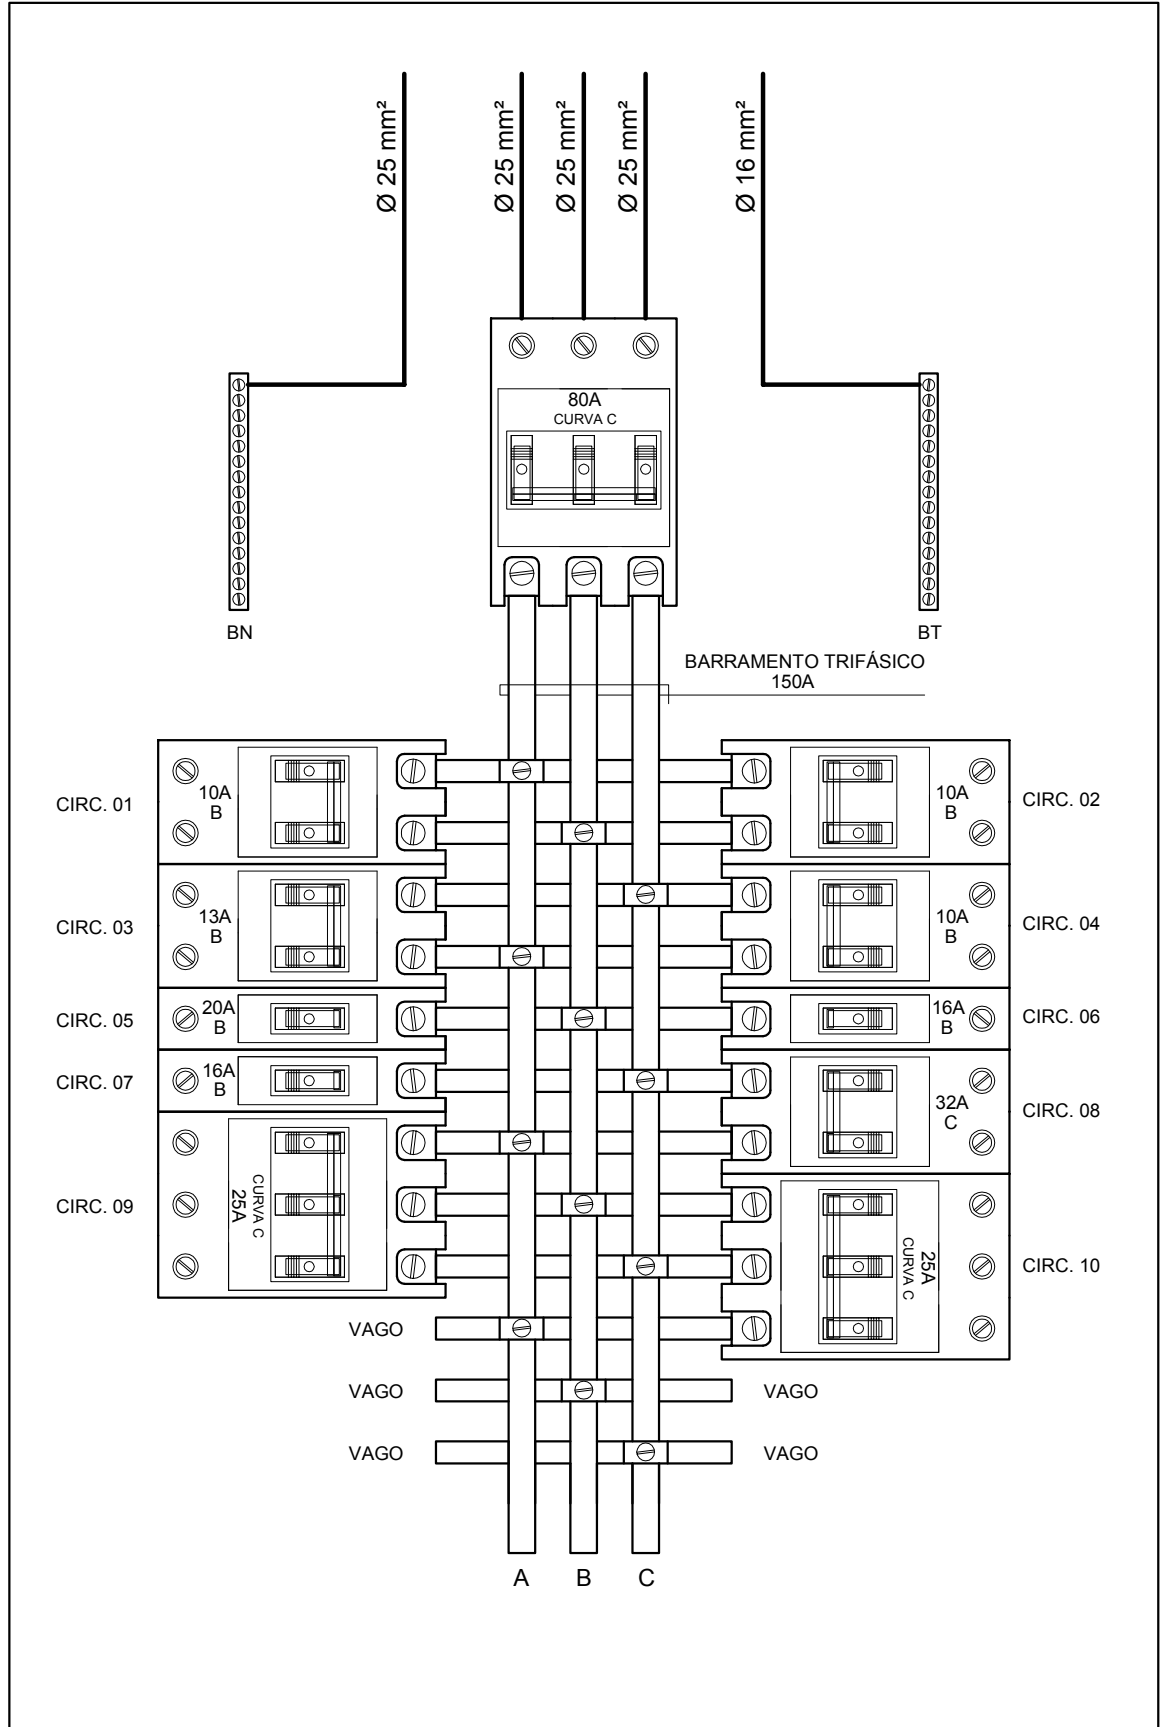 Ø 25 mm²
Ø 25 mm²
Ø 25 mm²
Ø 25 mm²
Ø 16 mm²
80A
CURVA C
BN
BT
BARRAMENTO TRIFÁSICO
150A
CIRC. 01
10A
B
10A
B
CIRC. 02
CIRC. 03
13A
B
10A
B
CIRC. 04
CIRC. 05
20A
B
16A
B
CIRC. 06
CIRC. 07
16A
B
32A
C
CIRC. 08
CIRC. 09
CURVA C
25A
25A
CURVA C
CIRC. 10
VAGO
VAGO
VAGO
VAGO
VAGO
A
B
C